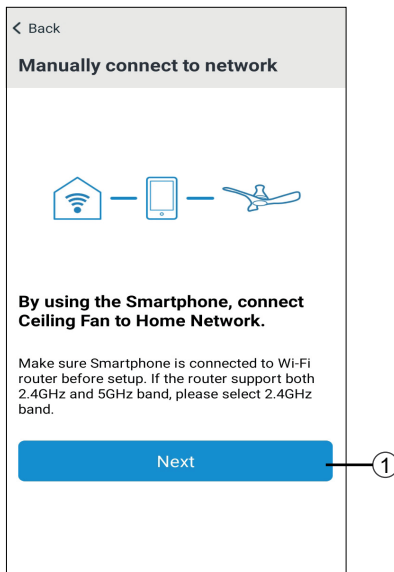 Back
Manually connect to network
By using the Smartphone, connect
Ceiling Fan to Home Network.
Make sure Smartphone is connected to Wi-Fi
router before setup. If the router support both
2.4GHz and 5GHz band, please select 2.4GHz
band.
Next
1